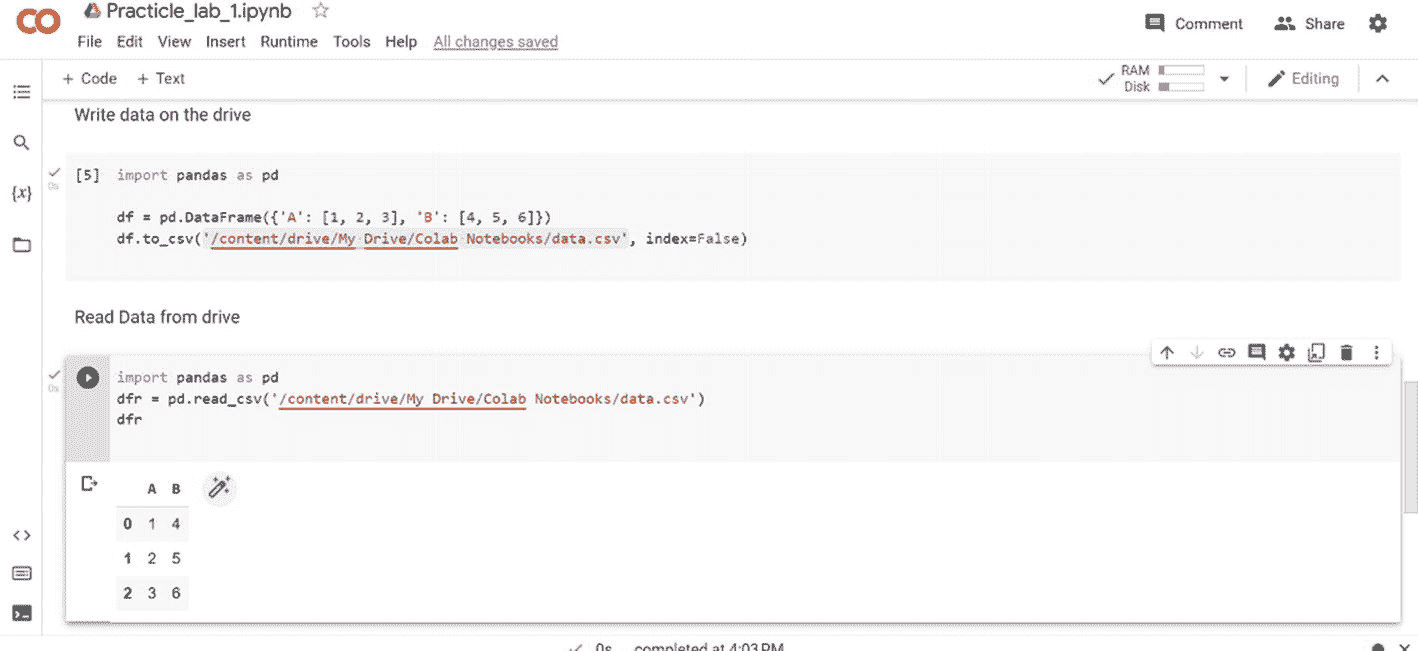 CO
Practicle_lab_1.ipynb
File Edit View Insert Runtime Tools Help All changes saved
Comment Share
+ Code + Text
RAM
Disk
Editing
Write data on the drive
0s
[5] import pandas as pd
df = pd.DataFrame({'A': [1, 2, 3], 'B': [4, 5, 6]})
df.to_csv('/content/drive/My Drive/Colab Notebooks/data.csv', index=False)
{x}
Read Data from drive
0s
import pandas as pd
dfr = pd.read_csv('/content/drive/My Drive/Colab Notebooks/data.csv')
dfr
A B
0 1 4
1 2 5
2 3 6
0s completed at 4:03 PM